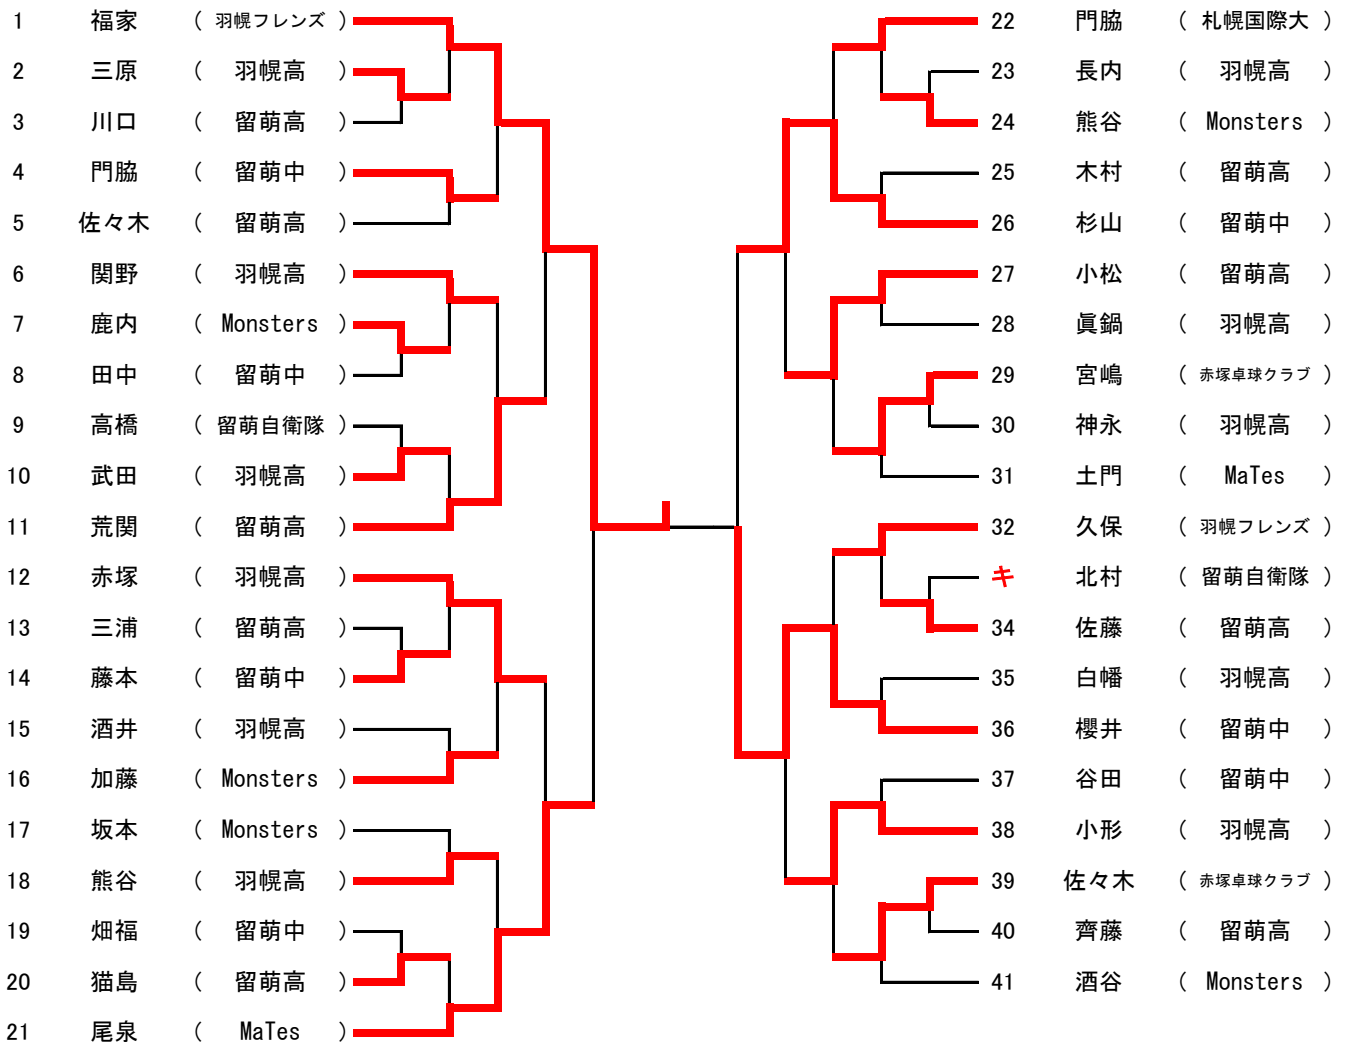 1 福家 ( 羽幌フレンズ )
2 三原 ( 羽幌高 )
3 川口 ( 留萌高 )
4 門脇 ( 留萌中 )
5 佐々木 ( 留萌高 )
6 関野 ( 羽幌高 )
7 鹿内 ( Monsters )
8 田中 ( 留萌中 )
9 高橋 ( 留萌自衛隊 )
10 武田 ( 羽幌高 )
11 荒関 ( 留萌高 )
12 赤塚 ( 羽幌高 )
13 三浦 ( 留萌高 )
14 藤本 ( 留萌中 )
15 酒井 ( 羽幌高 )
16 加藤 ( Monsters )
17 坂本 ( Monsters )
18 熊谷 ( 羽幌高 )
19 畑福 ( 留萌中 )
20 猫島 ( 留萌高 )
21 尾泉 ( MaTes )
22 門脇 ( 札幌国際大 )
23 長内 ( 羽幌高 )
24 熊谷 ( Monsters )
25 木村 ( 留萌高 )
26 杉山 ( 留萌中 )
27 小松 ( 留萌高 )
28 眞鍋 ( 羽幌高 )
29 宮嶋 ( 赤塚卓球クラブ )
30 神永 ( 羽幌高 )
31 土門 ( MaTes )
32 久保 ( 羽幌フレンズ )
キ 北村 ( 留萌自衛隊 )
34 佐藤 ( 留萌高 )
35 白幡 ( 羽幌高 )
36 櫻井 ( 留萌中 )
37 谷田 ( 留萌中 )
38 小形 ( 羽幌高 )
39 佐々木 ( 赤塚卓球クラブ )
40 齊藤 ( 留萌高 )
41 酒谷 ( Monsters )